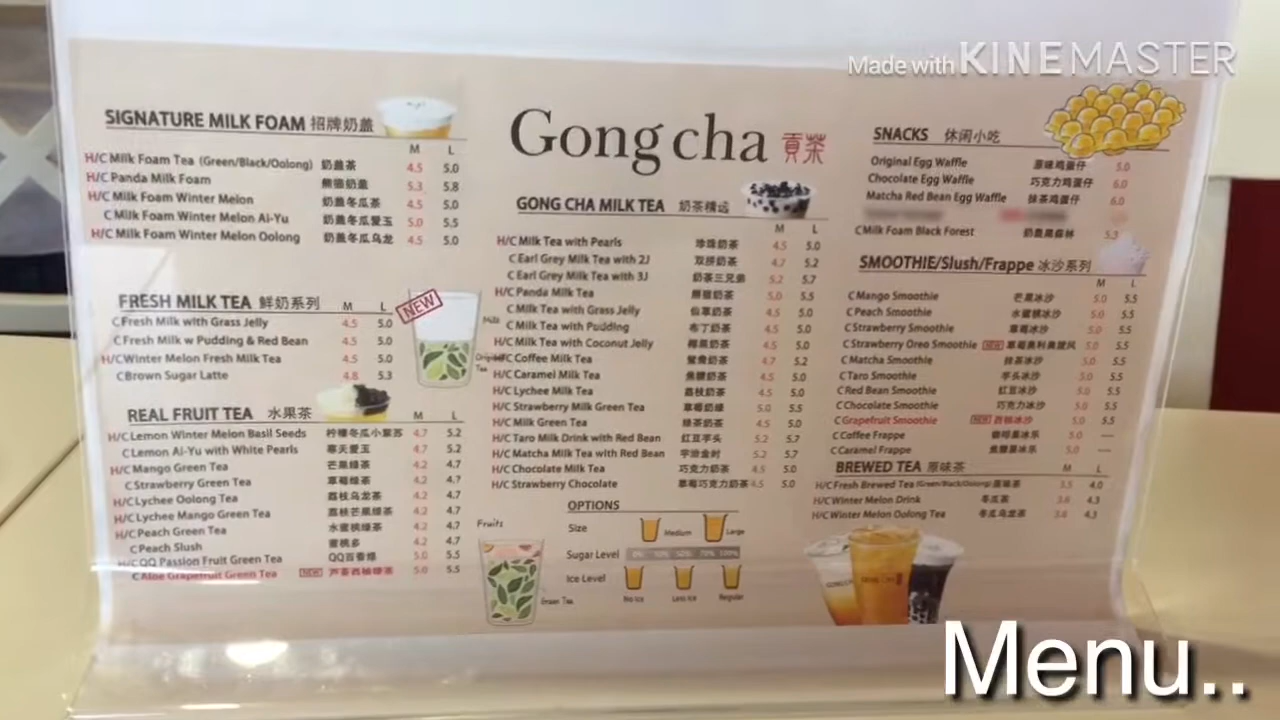 Made with KINEMASTER
SIGNATURE MILK FOAM 招牌奶盖
M L
H/C Milk Foam Tea (Green/Black/Oolong) 奶盖茶 4.5 5.0
H/C Panda Milk Foam 熊猫奶盖 5.3 5.8
H/C Milk Foam Winter Melon 奶盖冬瓜茶 4.5 5.0
C Milk Foam Winter Melon Ai-Yu 奶盖冬瓜爱玉 5.0 5.5
H/C Milk Foam Winter Melon Oolong 奶盖冬瓜乌龙 4.5 5.0
FRESH MILK TEA 鲜奶系列 M L
C Fresh Milk with Grass Jelly 4.5 5.0
C Fresh Milk w Pudding & Red Bean 4.5 5.0
H/C Winter Melon Fresh Milk Tea 4.5 5.0
C Brown Sugar Latte 4.8 5.3
NEW
Milk
Tea
REAL FRUIT TEA 水果茶 M L
H/C Lemon Winter Melon Basil Seeds 柠檬冬瓜小紫苏 4.7 5.2
C Lemon Ai-Yu with White Pearls 寒天爱玉 4.7 5.2
H/C Mango Green Tea 芒果绿茶 4.2 4.7
C Strawberry Green Tea 草莓绿茶 4.2 4.7
H/C Lychee Oolong Tea 荔枝乌龙茶 4.2 4.7
H/C Lychee Mango Green Tea 荔枝芒果绿茶 4.2 4.7
H/C Peach Green Tea 水蜜桃绿茶 4.2 4.7
C Peach Slush 蜜桃多 4.2 4.7
H/C QQ Passion Fruit Green Tea QQ百香绿 5.0 5.5
C Aloe Grapefruit Green Tea NEW 芦荟西柚绿茶 5.0 5.5
Gong cha 貢茶
GONG CHA MILK TEA 奶茶精选
M L
H/C Milk Tea with Pearls 珍珠奶茶 4.5 5.0
C Earl Grey Milk Tea with 2J 双拼奶茶 4.7 5.2
C Earl Grey Milk Tea with 3J 奶茶三兄弟 5.2 5.7
H/C Panda Milk Tea 熊猫奶茶 5.0 5.5
C Milk Tea with Grass Jelly 仙草奶茶 4.5 5.0
C Milk Tea with Pudding 布丁奶茶 4.5 5.0
H/C Milk Tea with Coconut Jelly 椰果奶茶 4.5 5.0
H/C Coffee Milk Tea 鸳鸯奶茶 4.7 5.2
H/C Caramel Milk Tea 焦糖奶茶 4.5 5.0
H/C Lychee Milk Tea 荔枝奶茶 4.5 5.0
H/C Strawberry Milk Green Tea 草莓奶绿 5.0 5.5
H/C Milk Green Tea 绿茶奶茶 4.5 5.0
H/C Taro Milk Drink with Red Bean 红豆芋头 5.2 5.7
H/C Matcha Milk Tea with Red Bean 宇治金时 5.2 5.7
H/C Chocolate Milk Tea 巧克力奶茶 4.5 5.0
H/C Strawberry Chocolate 草莓巧克力奶茶 4.5 5.0
OPTIONS
Size Medium Large
Sugar Level 0% 30% 50% 70% 100%
Ice Level
No Ice Less Ice Regular
Fruits
Green Tea
SNACKS 休闲小吃
Original Egg Waffle 原味鸡蛋仔 5.0
Chocolate Egg Waffle 巧克力鸡蛋仔 6.0
Matcha Red Bean Egg Waffle 抹茶鸡蛋仔 6.0
C Milk Foam Black Forest 奶盖黑森林 5.3
SMOOTHIE/Slush/Frappe 冰沙系列
M L
C Mango Smoothie 芒果冰沙 5.0 5.5
C Peach Smoothie 水蜜桃冰沙 5.0 5.5
C Strawberry Smoothie 草莓冰沙 5.0 5.5
C Strawberry Oreo Smoothie NEW 草莓奥利奥旋风 5.0 5.5
C Matcha Smoothie 抹茶冰沙 5.0 5.5
C Taro Smoothie 芋头冰沙 5.0 5.5
C Red Bean Smoothie 红豆冰沙 5.0 5.5
C Chocolate Smoothie 巧克力冰沙 5.0 5.5
C Grapefruit Smoothie NEW 西柚冰沙 5.0 5.5
C Coffee Frappe 咖啡星冰乐 5.0 —
C Caramel Frappe 焦糖星冰乐 5.0 —
BREWED TEA 原味茶 M L
H/C Fresh Brewed Tea (Green/Black/Oolong) 原味茶 3.5 4.0
H/C Winter Melon Drink 冬瓜茶 3.8 4.3
H/C Winter Melon Oolong Tea 冬瓜乌龙茶 3.8 4.3
Menu..